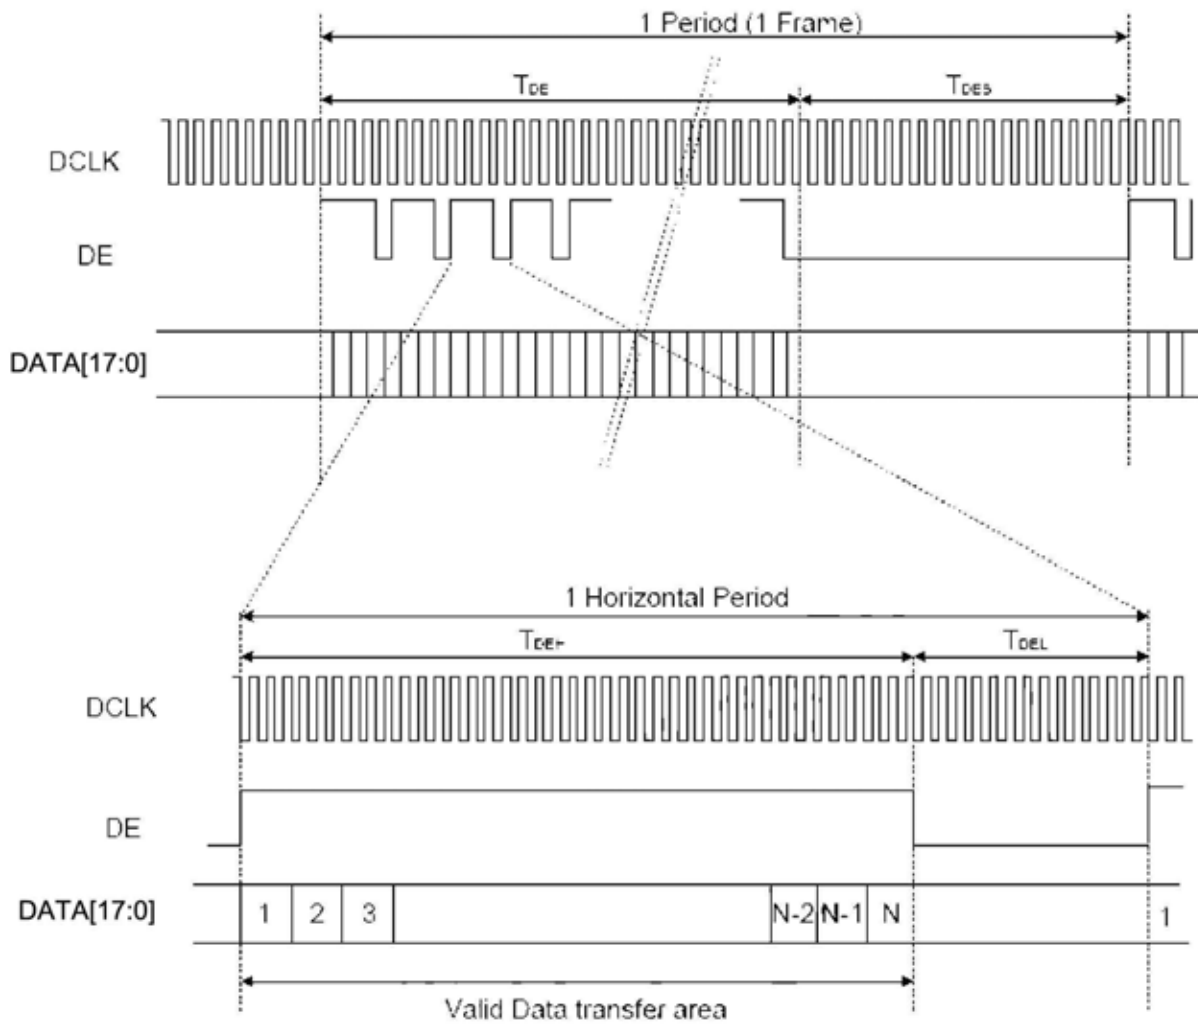 1 Period (1 Frame)
TDE
TDEB
DCLK
DE
DATA[17:0]
1 Horizontal Period
TDEH
TDEL
DCLK
DE
DATA[17:0]
1 2 3 N-2 N-1 N 1
Valid Data transfer area